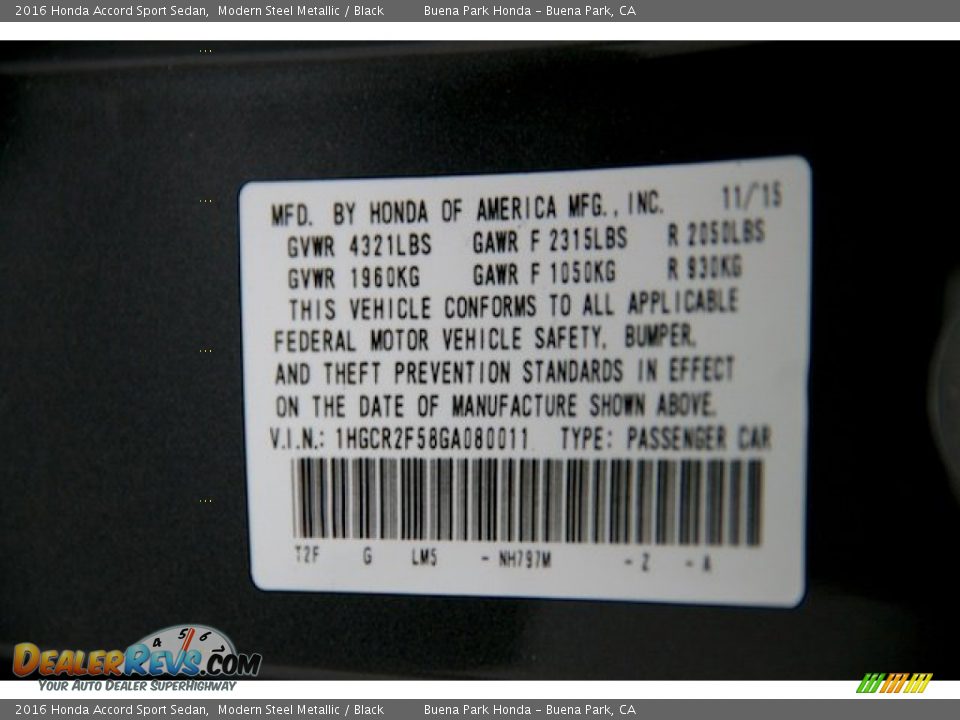 2016 Honda Accord Sport Sedan, Modern Steel Metallic / Black Buena Park Honda - Buena Park, CA
MFD. BY HONDA OF AMERICA MFG., INC. 11/15
GVWR 4321LBS GAWR F 2315LBS R 2050LBS
GVWR 1960KG GAWR F 1050KG R 930KG
THIS VEHICLE CONFORMS TO ALL APPLICABLE
FEDERAL MOTOR VEHICLE SAFETY, BUMPER,
AND THEFT PREVENTION STANDARDS IN EFFECT
ON THE DATE OF MANUFACTURE SHOWN ABOVE.
V.I.N.: 1HGCR2F58GA080011 TYPE: PASSENGER CAR
T2F G LM5 - NH797M - Z - A
4 5 6
DEALERREVS.COM
YOUR AUTO DEALER SUPERHIGHWAY
2016 Honda Accord Sport Sedan, Modern Steel Metallic / Black Buena Park Honda - Buena Park, CA